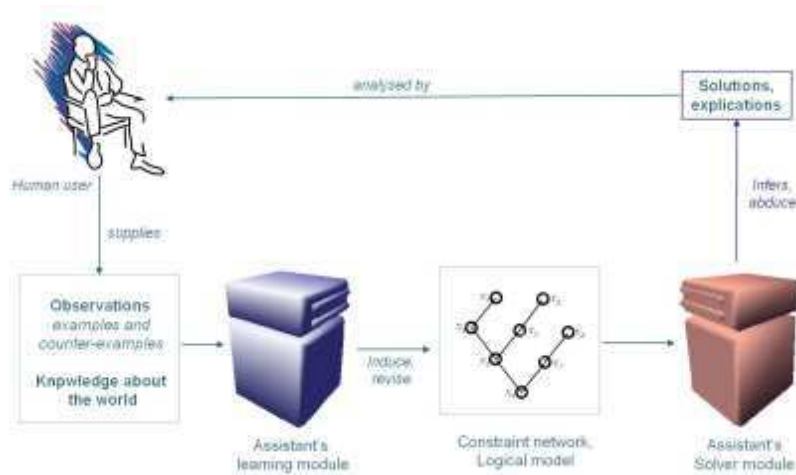 analysed by
Solutions,
explications
Human user
supplies
Infers,
abduce
Observations
examples and
counter-examples
Knpwledge about
the world
Induce,
revise
Assistant's
learning module
Constraint network,
Logical model
Assistant's
Solver module